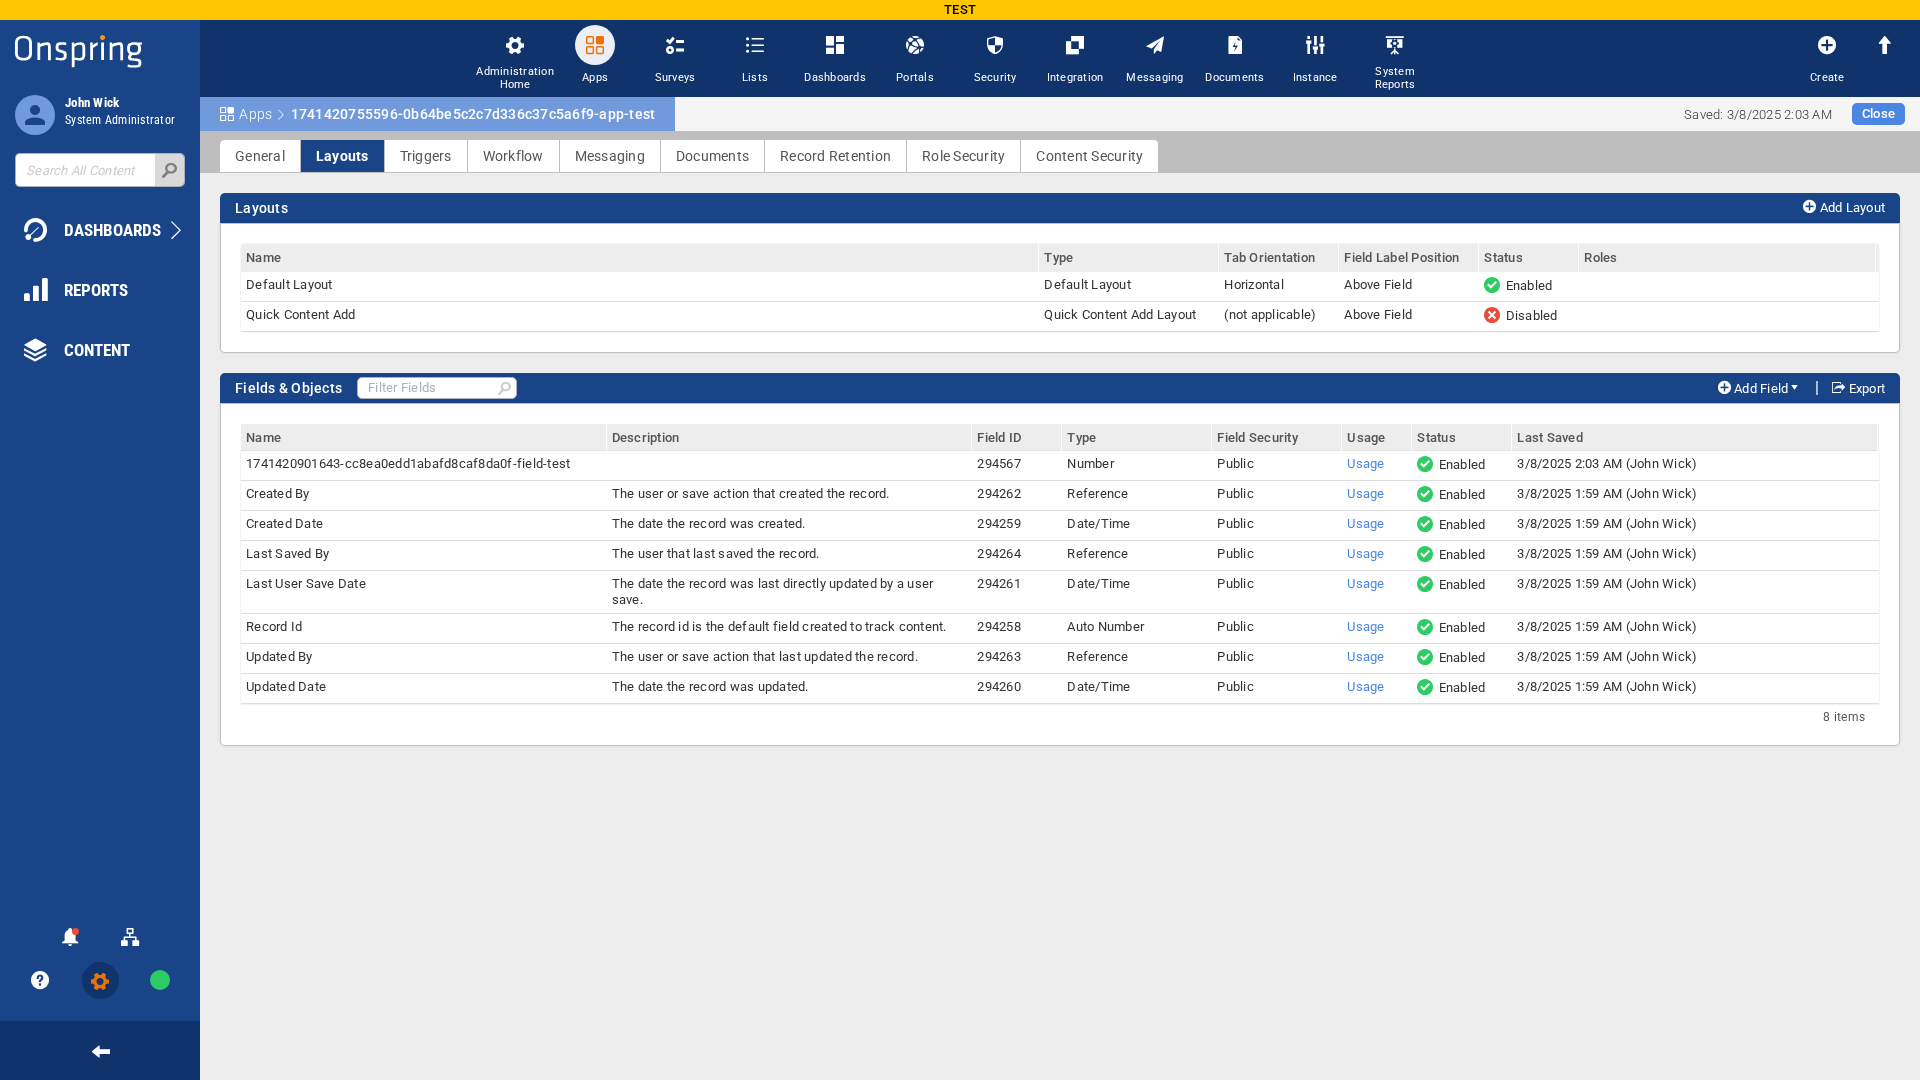 TEST
Onspring
Administration Home
Apps
Surveys
Lists
Dashboards
Portals
Security
Integration
Messaging
Documents
Instance
System Reports
Create
John Wick
System Administrator
Search All Content
DASHBOARDS
REPORTS
CONTENT
Apps 1741420755596-0b64be5c2c7d336c37c5a6f9-app-test
Saved: 3/8/2025 2:03 AM
Close
General Layouts Triggers Workflow Messaging Documents Record Retention Role Security Content Security
Layouts
Add Layout
Name Type Tab Orientation Field Label Position Status Roles
Default Layout Default Layout Horizontal Above Field Enabled
Quick Content Add Quick Content Add Layout (not applicable) Above Field Disabled
Fields & Objects
Filter Fields
Add Field | Export
Name Description Field ID Type Field Security Usage Status Last Saved
1741420901643-cc8ea0edd1abafd8caf8da0f-field-test 294567 Number Public Usage Enabled 3/8/2025 2:03 AM (John Wick)
Created By The user or save action that created the record. 294262 Reference Public Usage Enabled 3/8/2025 1:59 AM (John Wick)
Created Date The date the record was created. 294259 Date/Time Public Usage Enabled 3/8/2025 1:59 AM (John Wick)
Last Saved By The user that last saved the record. 294264 Reference Public Usage Enabled 3/8/2025 1:59 AM (John Wick)
Last User Save Date The date the record was last directly updated by a user save. 294261 Date/Time Public Usage Enabled 3/8/2025 1:59 AM (John Wick)
Record Id The record id is the default field created to track content. 294258 Auto Number Public Usage Enabled 3/8/2025 1:59 AM (John Wick)
Updated By The user or save action that last updated the record. 294263 Reference Public Usage Enabled 3/8/2025 1:59 AM (John Wick)
Updated Date The date the record was updated. 294260 Date/Time Public Usage Enabled 3/8/2025 1:59 AM (John Wick)
8 items